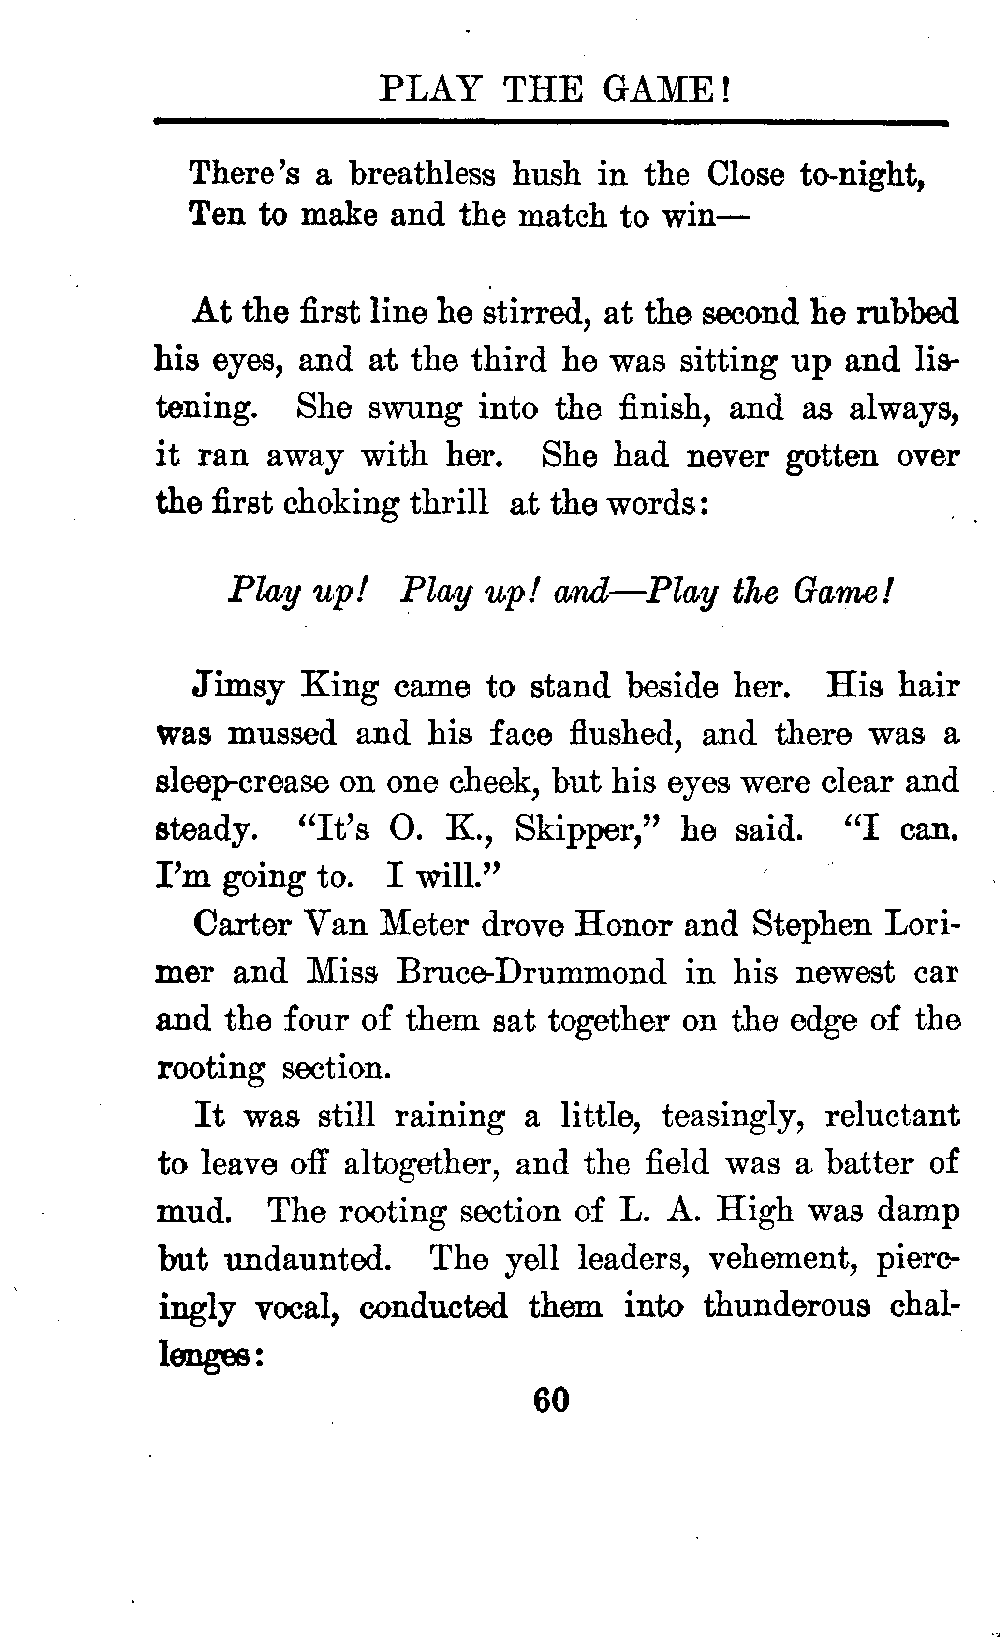 PLAY THE GAME!
There's a breathless hush in the Close to-night,
Ten to make and the match to win—
At the first line he stirred, at the second he rubbed
his eyes, and at the third he was sitting up and lis-
tening. She swung into the finish, and as always,
it ran away with her. She had never gotten over
the first choking thrill at the words:
Play up! Play up! and—Play the Game!
Jimsy King came to stand beside her. His hair
was mussed and his face flushed, and there was a
sleep-crease on one cheek, but his eyes were clear and
steady. “It's O. K., Skipper,” he said. “I can.
I'm going to. I will.”
Carter Van Meter drove Honor and Stephen Lori-
mer and Miss Bruce-Drummond in his newest car
and the four of them sat together on the edge of the
rooting section.
It was still raining a little, teasingly, reluctant
to leave off altogether, and the field was a batter of
mud. The rooting section of L. A. High was damp
but undaunted. The yell leaders, vehement, pierc-
ingly vocal, conducted them into thunderous chal-
lenges:
60